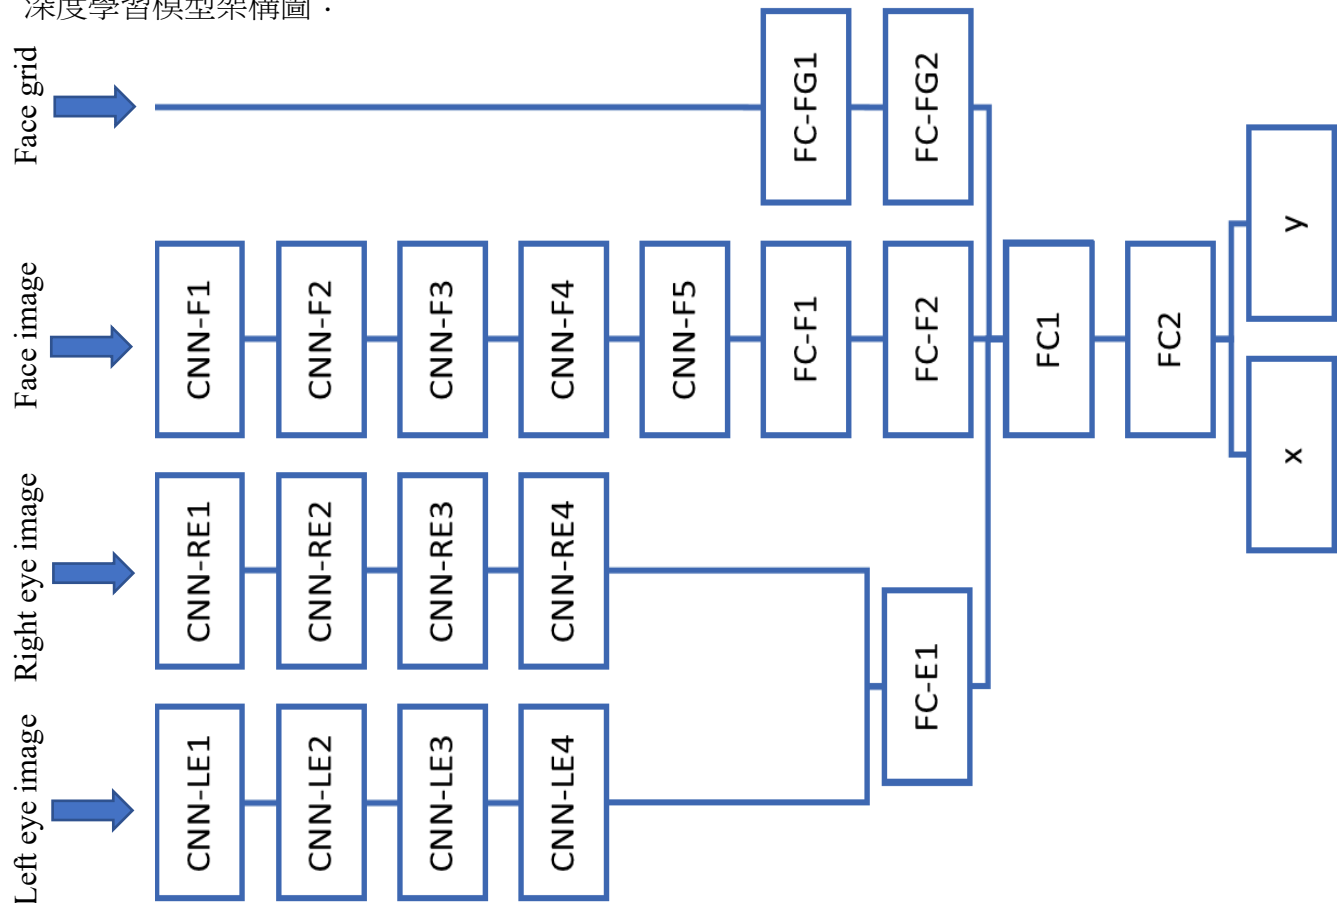 深度學習模型架構圖：
Face grid
FC-FG1
FC-FG2
Face image
CNN-F1
CNN-F2
CNN-F3
CNN-F4
CNN-F5
FC-F1
FC-F2
FC1
FC2
y
x
Right eye image
CNN-RE1
CNN-RE2
CNN-RE3
CNN-RE4
FC-E1
Left eye image
CNN-LE1
CNN-LE2
CNN-LE3
CNN-LE4